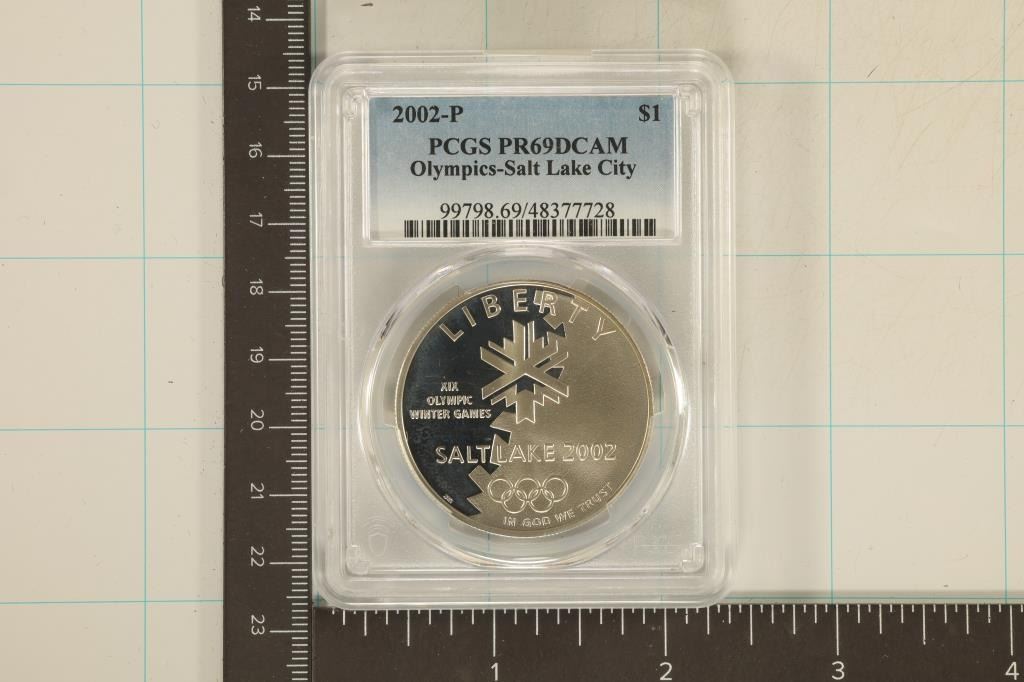 2002-P $1
PCGS PR69DCAM
Olympics-Salt Lake City
99798.69/48377728
LIBERTY
XIX
OLYMPIC
WINTER GAMES
SALT LAKE 2002
IN GOD WE TRUST
14
15
16
17
18
19
20
21
22
23
1 2 3 4